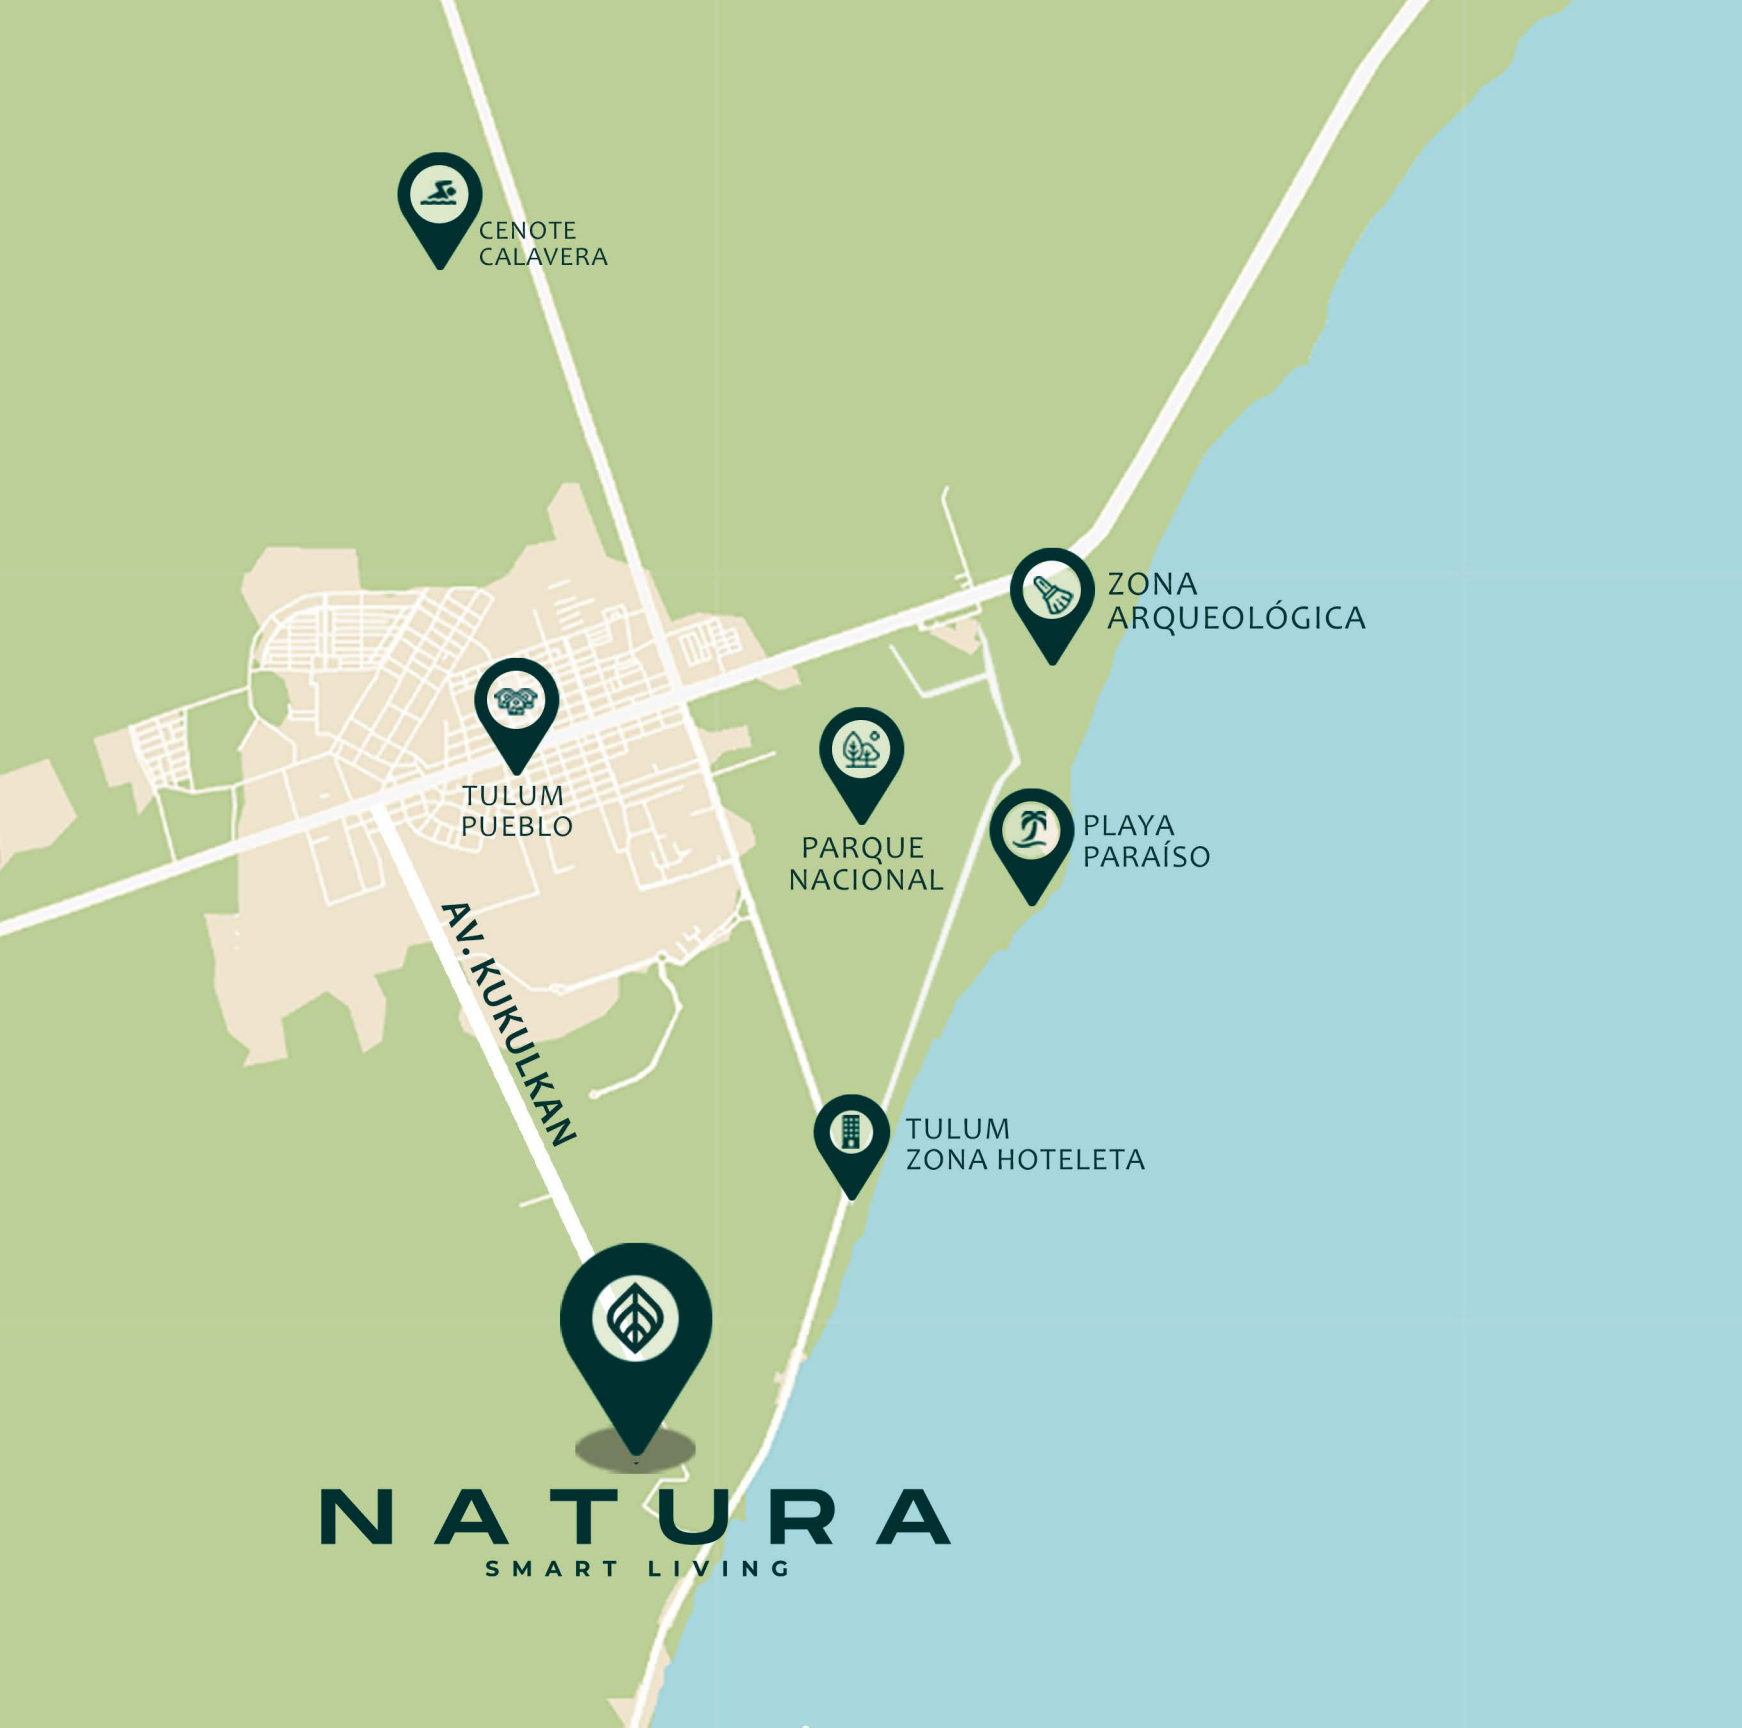 CENOTE
CALAVERA
ZONA
ARQUEOLÓGICA
TULUM
PUEBLO
PARQUE
NACIONAL
PLAYA
PARAÍSO
AV. KUKULKAN
TULUM
ZONA HOTELETA
NATURA
SMART LIVING